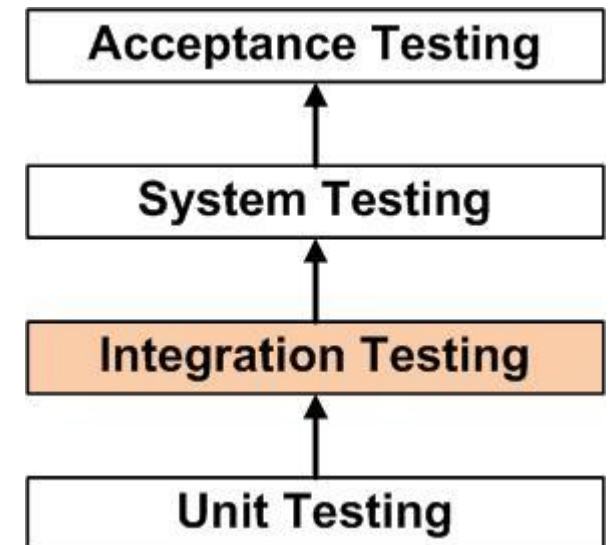 Acceptance Testing
System Testing
Integration Testing
Unit Testing